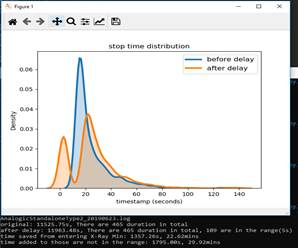 Figure 1
stop time distribution
before delay
after delay
0.06
0.05
0.04
0.03
0.02
0.01
0.00
Density
0
20
40
60
80
100
120
140
timestamp (seconds)
AnalogicStandaloneType2_20190623.log
original: 11525.75s, There are 465 duration in total
after delay: 11963.48s, There are 465 duration in total, 109 are in the range(5s)
time saved from entering X-Ray Min: 1357.26s, 22.62mins
time added to those are not in the range: 1795.00s, 29.92mins